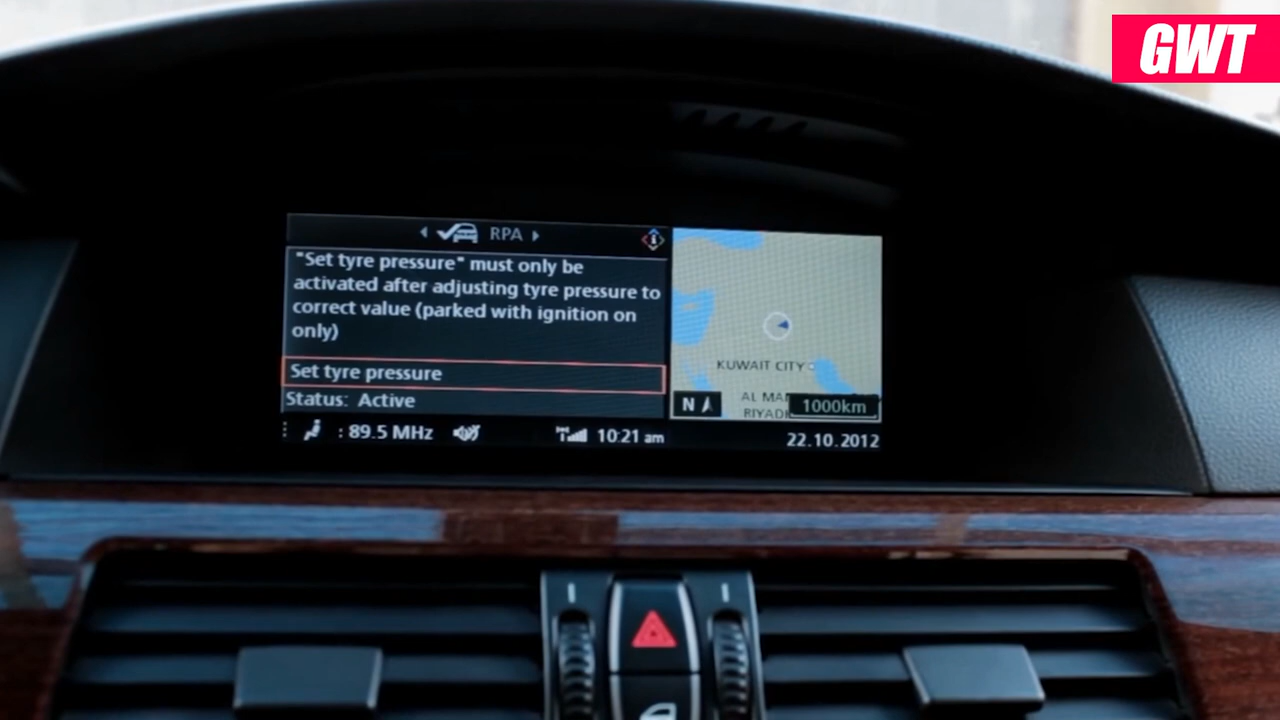 GWT
RPA
"Set tyre pressure" must only be
activated after adjusting tyre pressure to
correct value (parked with ignition on
only)
Set tyre pressure
Status: Active
KUWAIT CITY
N
AL
RIYADH
1000km
: 89.5 MHz
10:21 am
22.10.2012